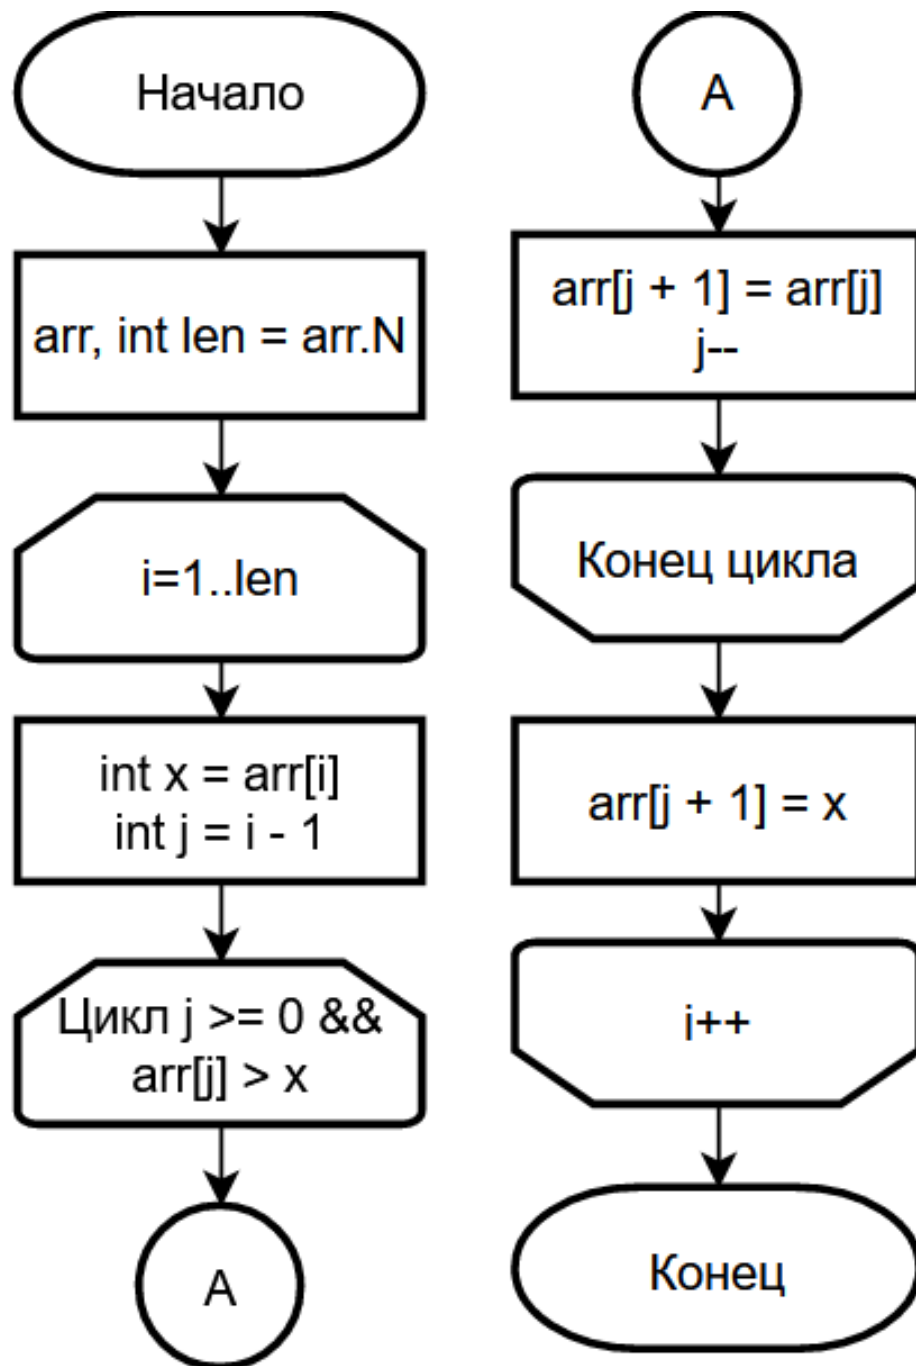 Начало
arr, int len = arr.N
i=1..len
int x = arr[i]
int j = i - 1
Цикл j >= 0 &&
arr[j] > x
A
A
arr[j + 1] = arr[j]
j--
Конец цикла
arr[j + 1] = x
i++
Конец